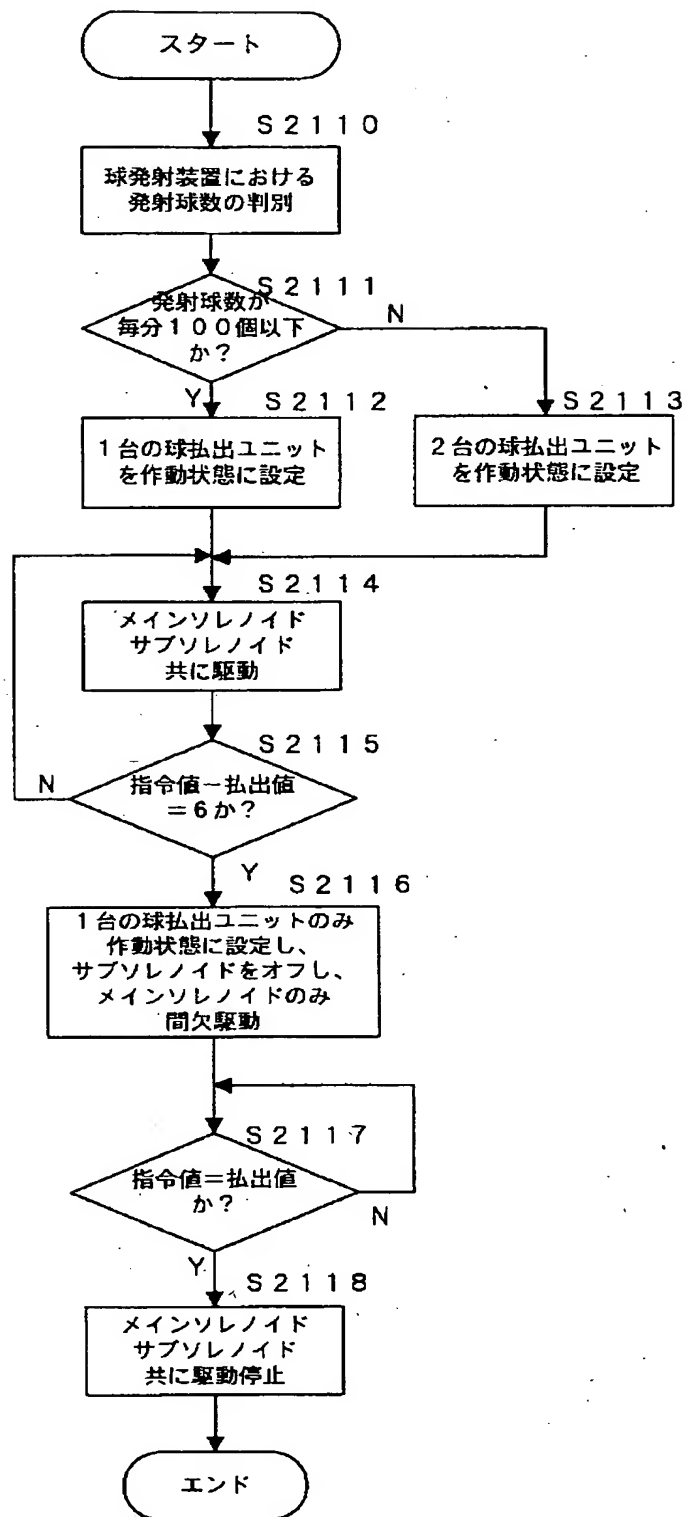 スタート
S2110
球発射装置における
発射球数の判別
S2111
発射球数が
毎分100個以下
か?
N
Y
S2112
1台の球払出ユニット
を作動状態に設定
S2113
2台の球払出ユニット
を作動状態に設定
S2114
メインソレノイド
サブソレノイド
共に駆動
S2115
指令値－払出値
＝6か?
N
Y
S2116
1台の球払出ユニットのみ
作動状態に設定し、
サブソレノイドをオフし、
メインソレノイドのみ
間欠駆動
S2117
指令値＝払出値
か?
N
Y
S2118
メインソレノイド
サブソレノイド
共に駆動停止
エンド